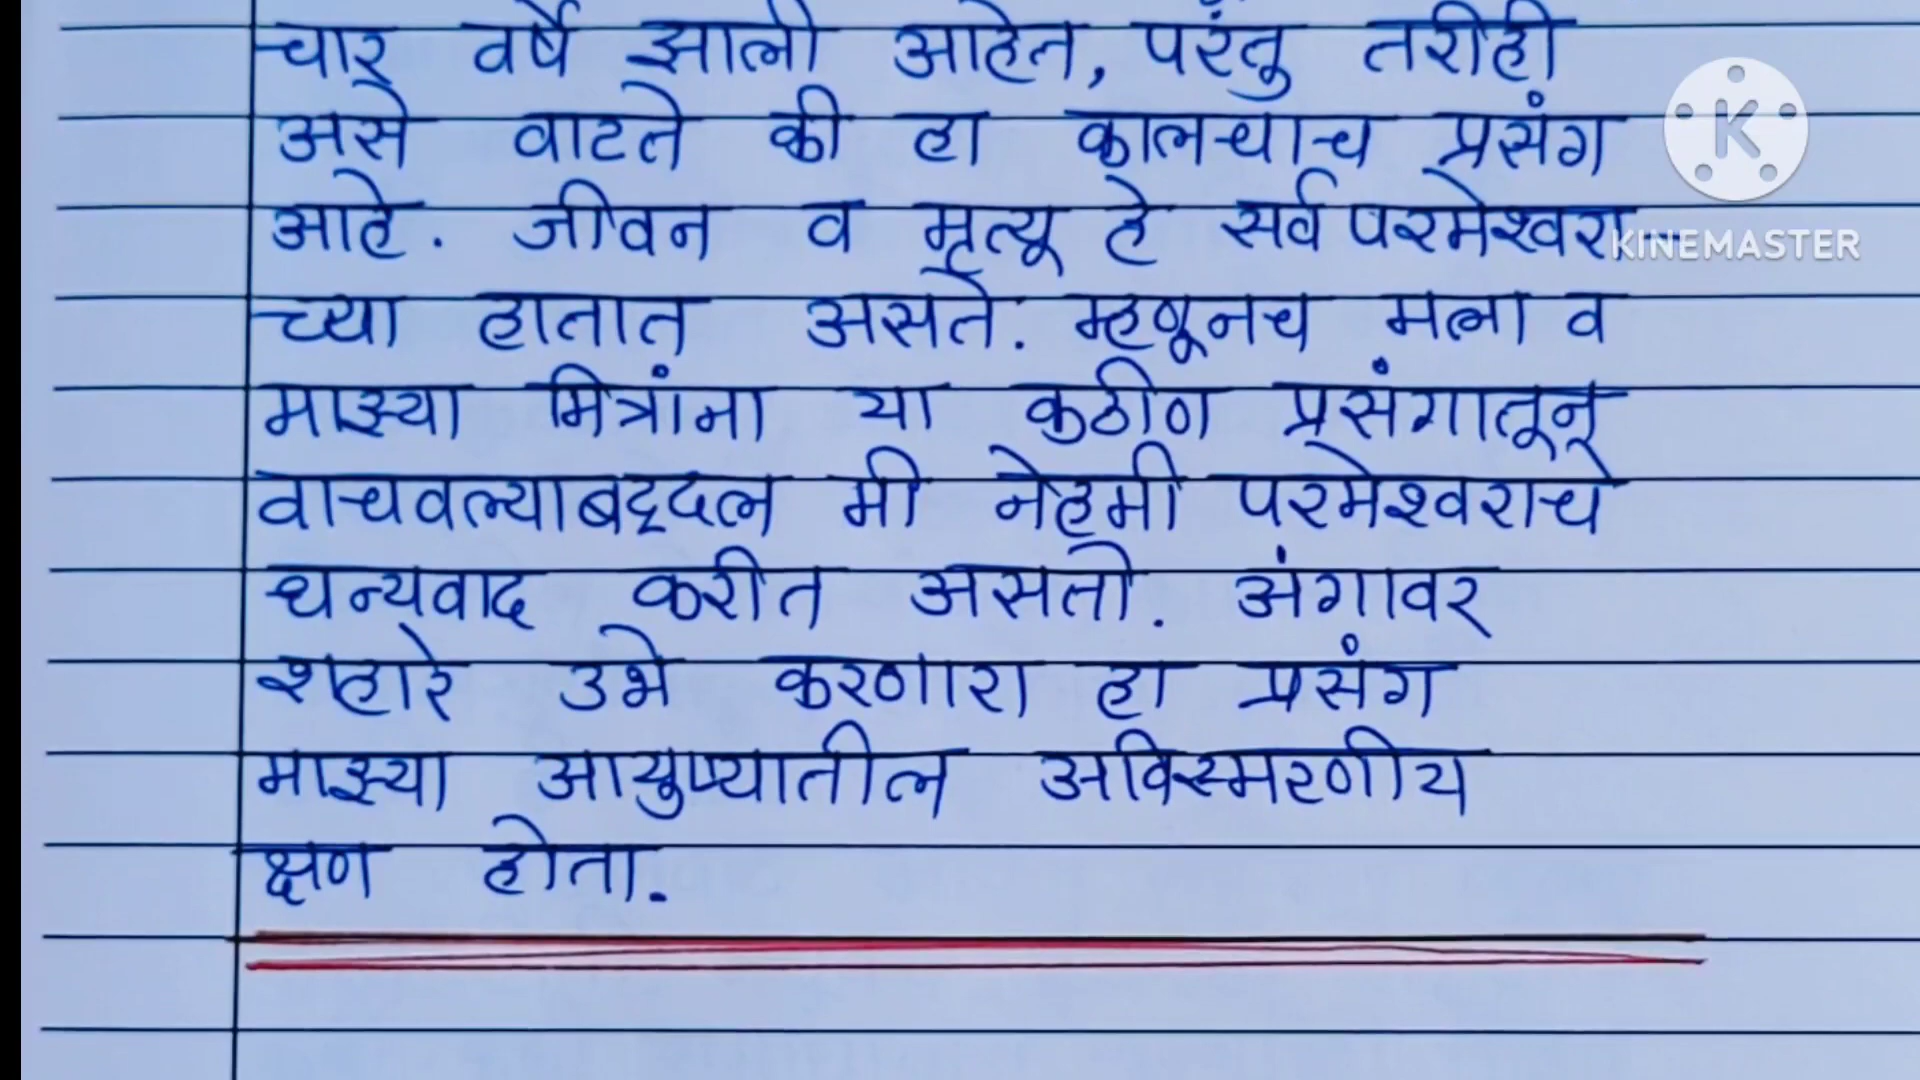 चार वर्षे झाली आहेत, परंतु तरीही
असे वाटते की हा कालचाच प्रसंग
आहे. जीवन व मृत्यू हे सर्व परमेश्वरा-
च्या हातात असते. म्हणूनच मला व
माझ्या मित्रांना या कठीण प्रसंगातून
वाचवल्याबद्दल मी नेहमी परमेश्वराचे
धन्यवाद करीत असतो. अंगावर
शहारे उभे करणारा हा प्रसंग
माझ्या आयुष्यातील अविस्मरणीय
क्षण होता.
K
KINEMASTER